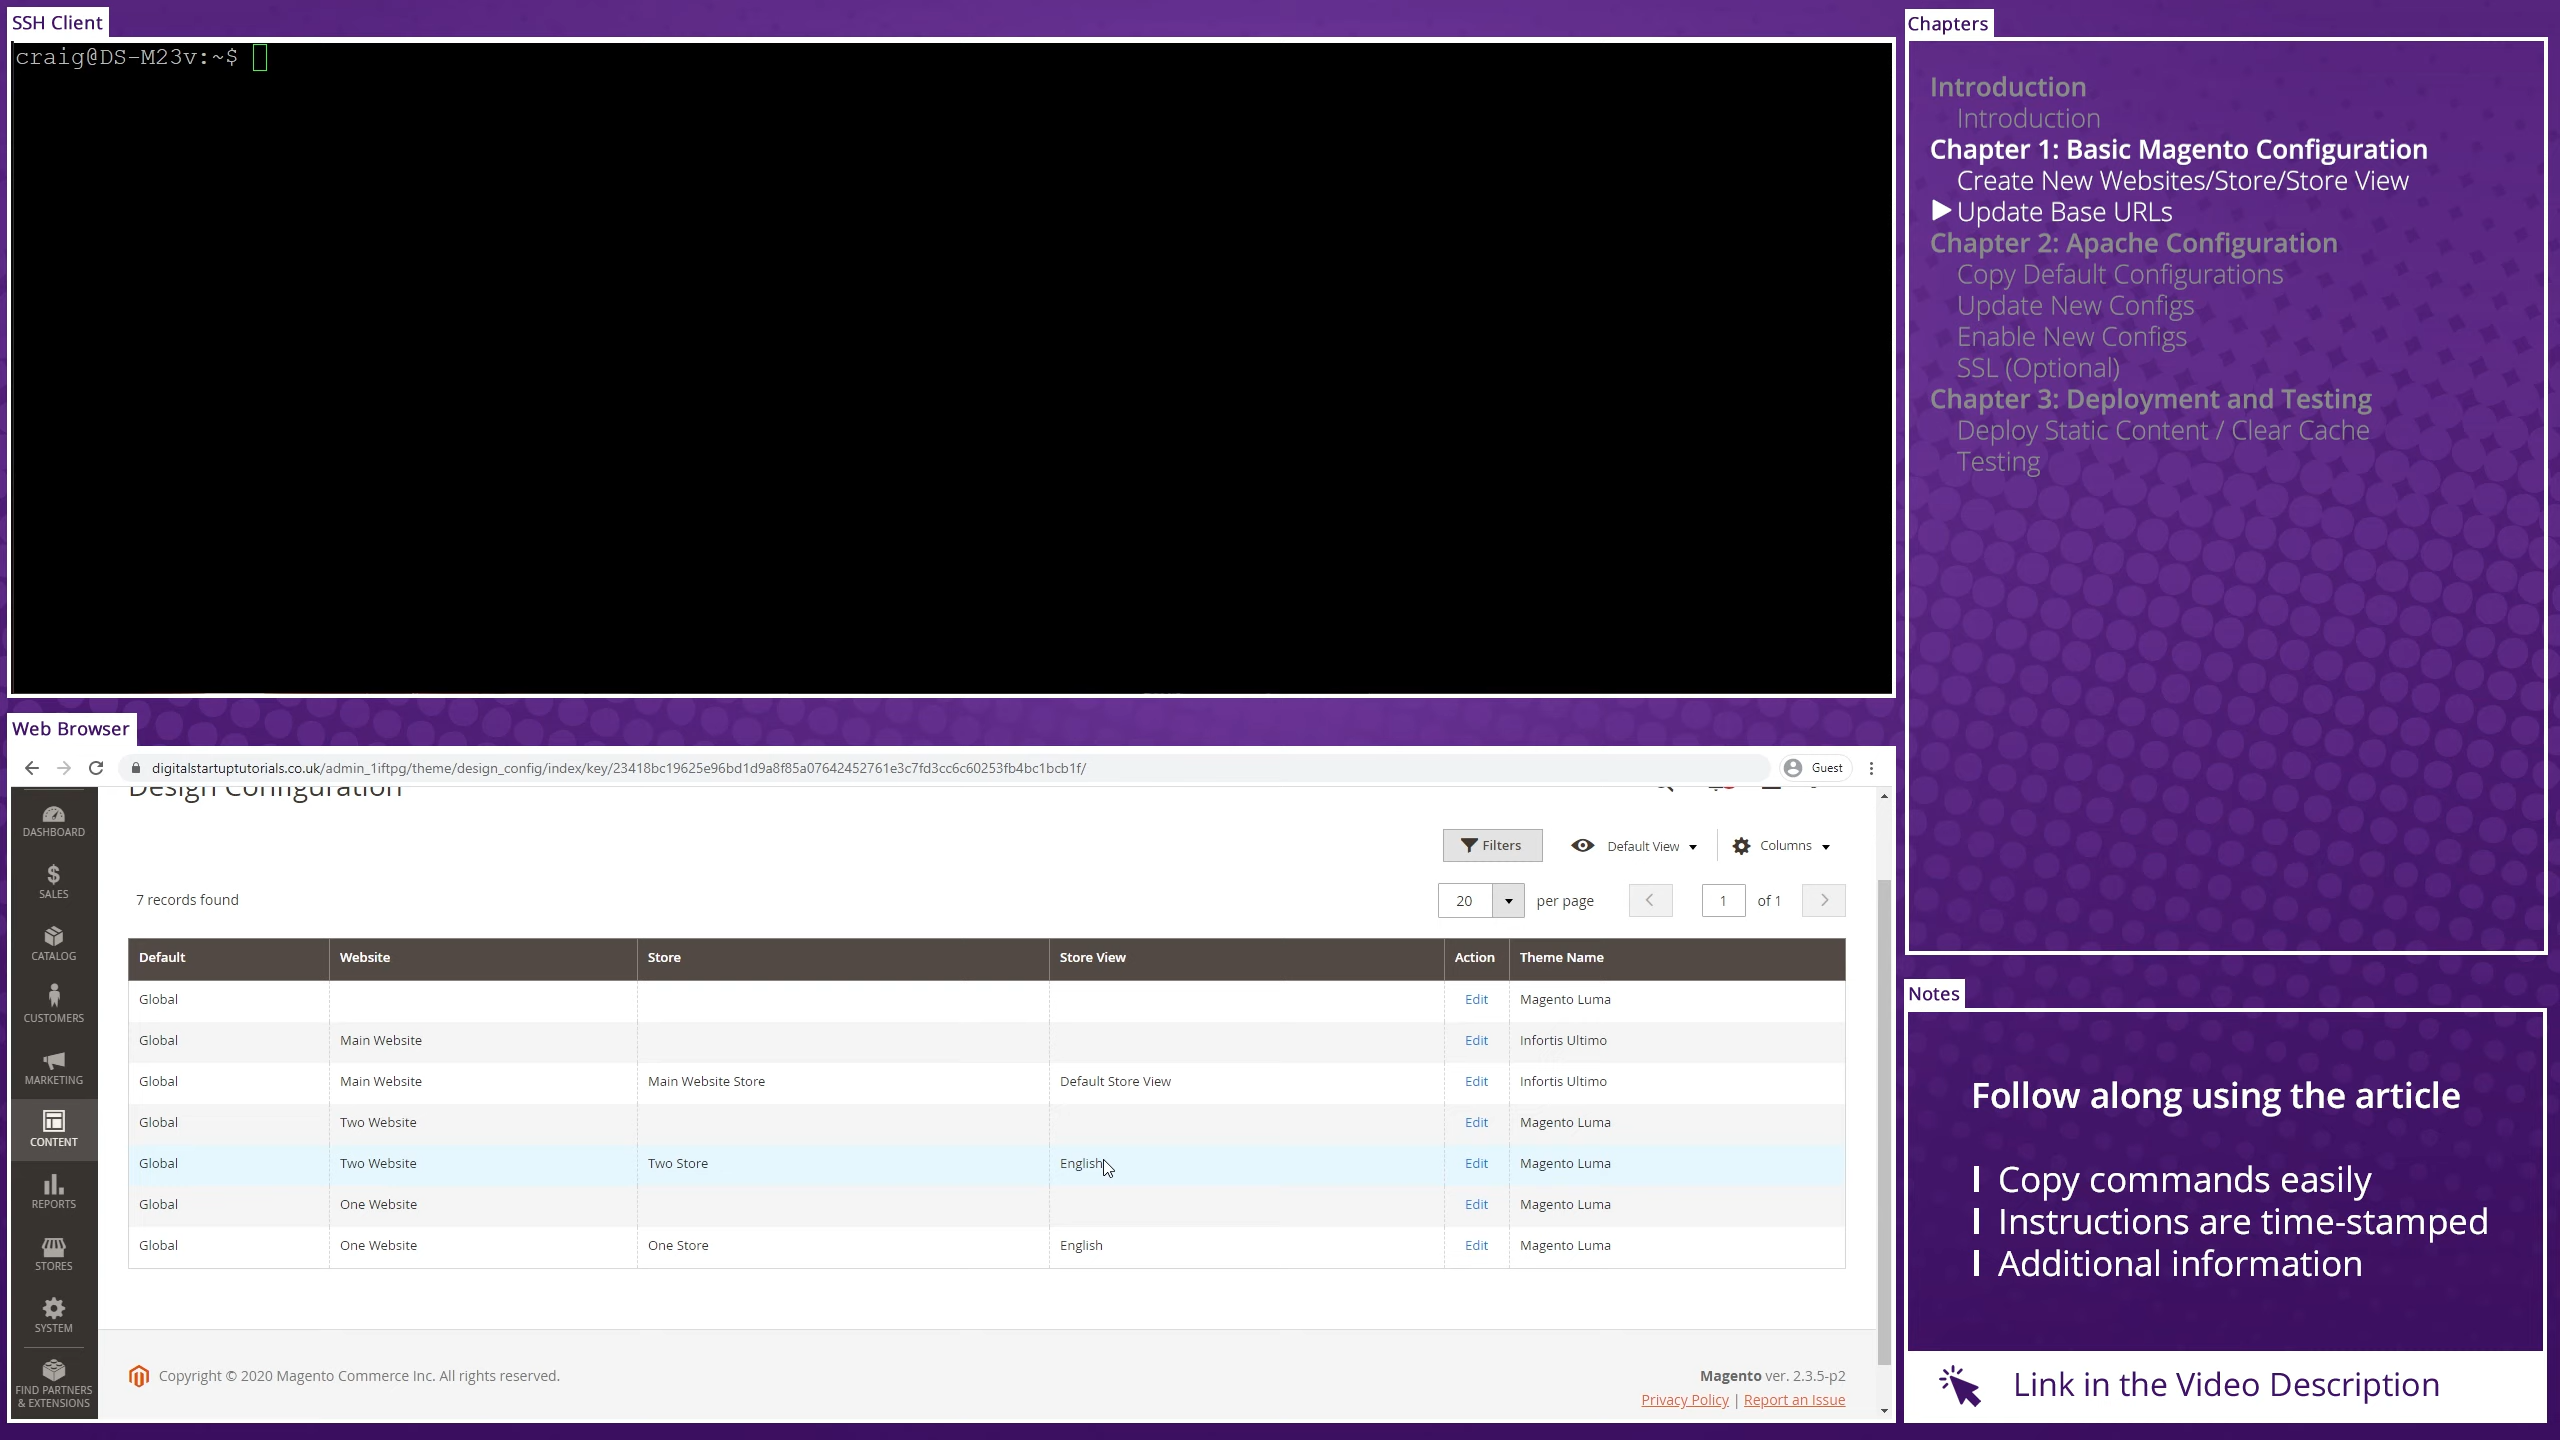 SSH Client
craig@DS-M23v:~$
Chapters
Introduction
Introduction
Chapter 1: Basic Magento Configuration
Create New Websites/Store/Store View
Update Base URLs
Chapter 2: Apache Configuration
Copy Default Configurations
Update New Configs
Enable New Configs
SSL (Optional)
Chapter 3: Deployment and Testing
Deploy Static Content / Clear Cache
Testing
Web Browser
digitalstartuptutorials.co.uk/admin_1iftpg/theme/design_config/index/key/23418bc19625e96bd1d9a8f85a07642452761e3c7fd3cc6c60253fb4bc1bcb1f/
Guest
Design Configuration
DASHBOARD
SALES
CATALOG
CUSTOMERS
MARKETING
CONTENT
REPORTS
STORES
SYSTEM
FIND PARTNERS
& EXTENSIONS
Filters Default View Columns
7 records found 20 per page 1 of 1
Default Website Store Store View Action Theme Name
Global Edit Magento Luma
Global Main Website Edit Infortis Ultimo
Global Main Website Main Website Store Default Store View Edit Infortis Ultimo
Global Two Website Edit Magento Luma
Global Two Website Two Store English Edit Magento Luma
Global One Website Edit Magento Luma
Global One Website One Store English Edit Magento Luma
Copyright © 2020 Magento Commerce Inc. All rights reserved.
Magento ver. 2.3.5-p2
Privacy Policy | Report an Issue
Notes
Follow along using the article
Copy commands easily
Instructions are time-stamped
Additional information
Link in the Video Description